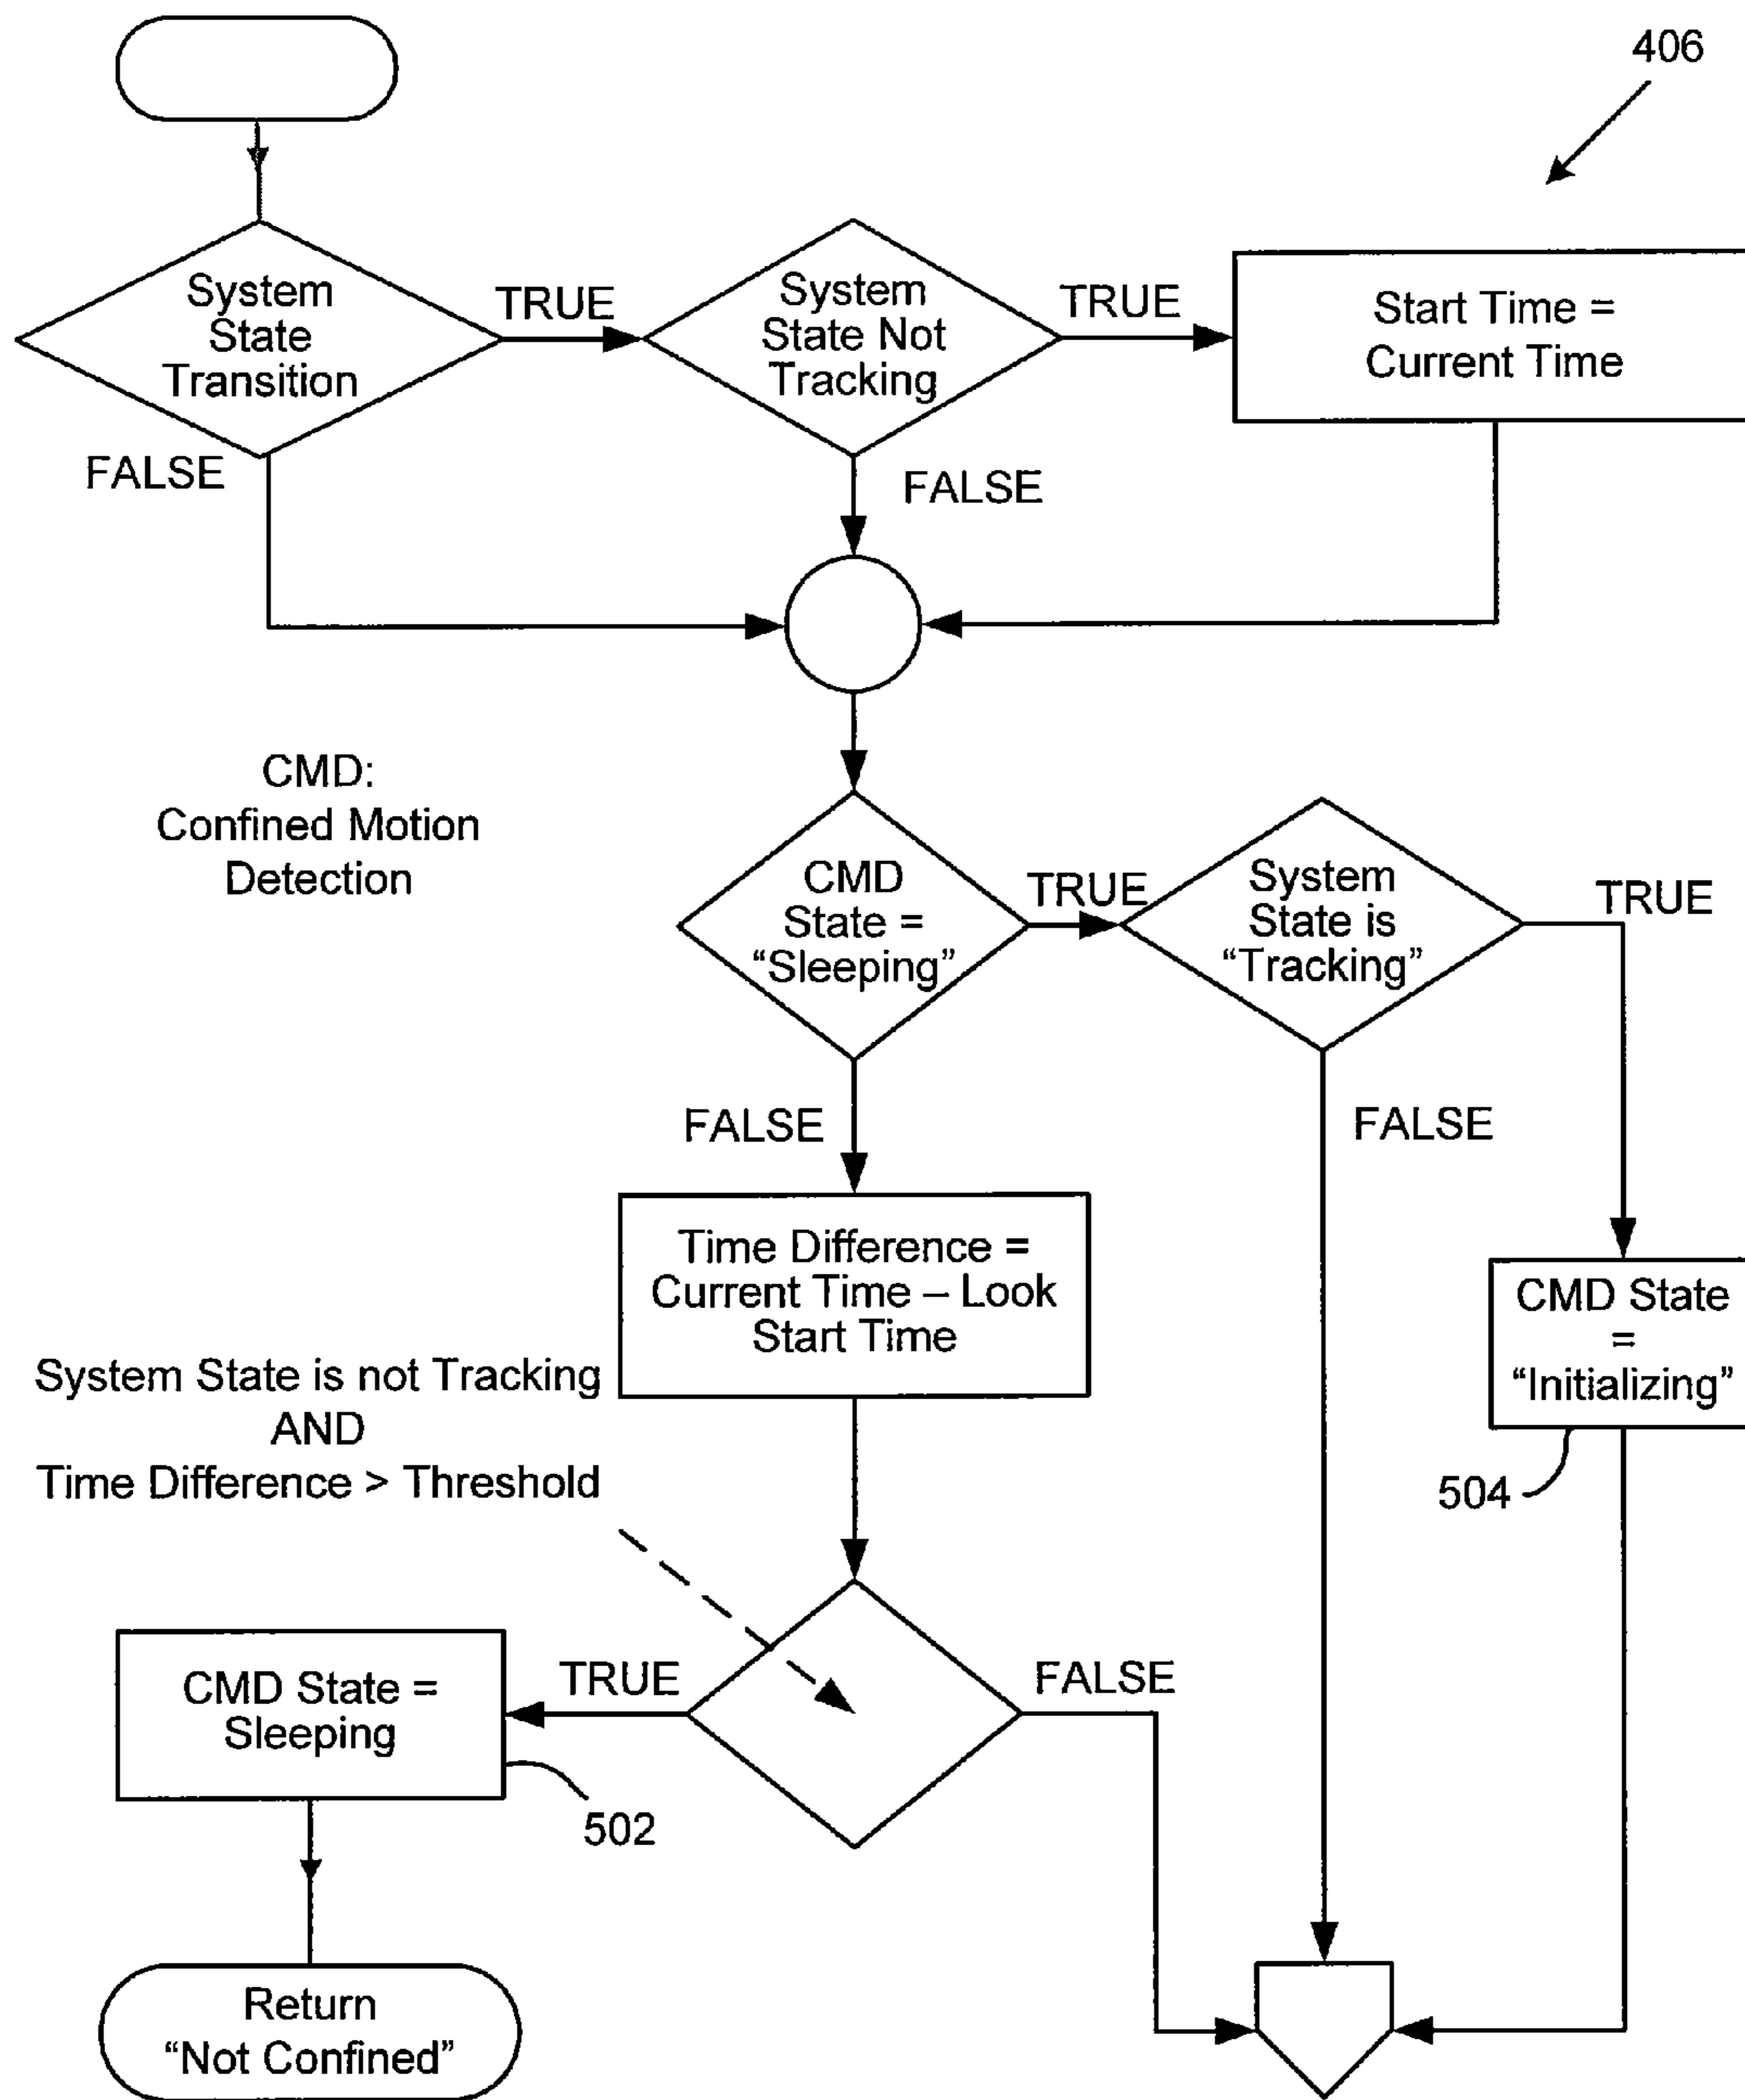 406
System
State
Transition
TRUE
System
State Not
Tracking
TRUE
Start Time =
Current Time
FALSE
FALSE
CMD:
Confined Motion
Detection
CMD
State =
“Sleeping”
TRUE
System
State is
“Tracking”
TRUE
FALSE
FALSE
Time Difference =
Current Time – Look
Start Time
CMD State
=
“Initializing”
504
System State is not Tracking
AND
Time Difference > Threshold
CMD State =
Sleeping
TRUE
FALSE
502
Return
“Not Confined”